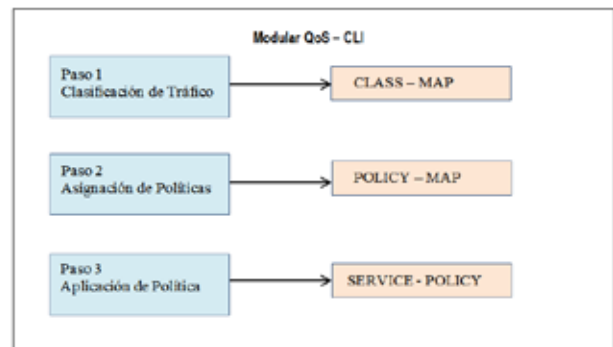 Modular QoS – CLI
Paso 1
Clasificación de Tráfico
CLASS – MAP
Paso 2
Asignación de Políticas
POLICY – MAP
Paso 3
Aplicación de Política
SERVICE - POLICY